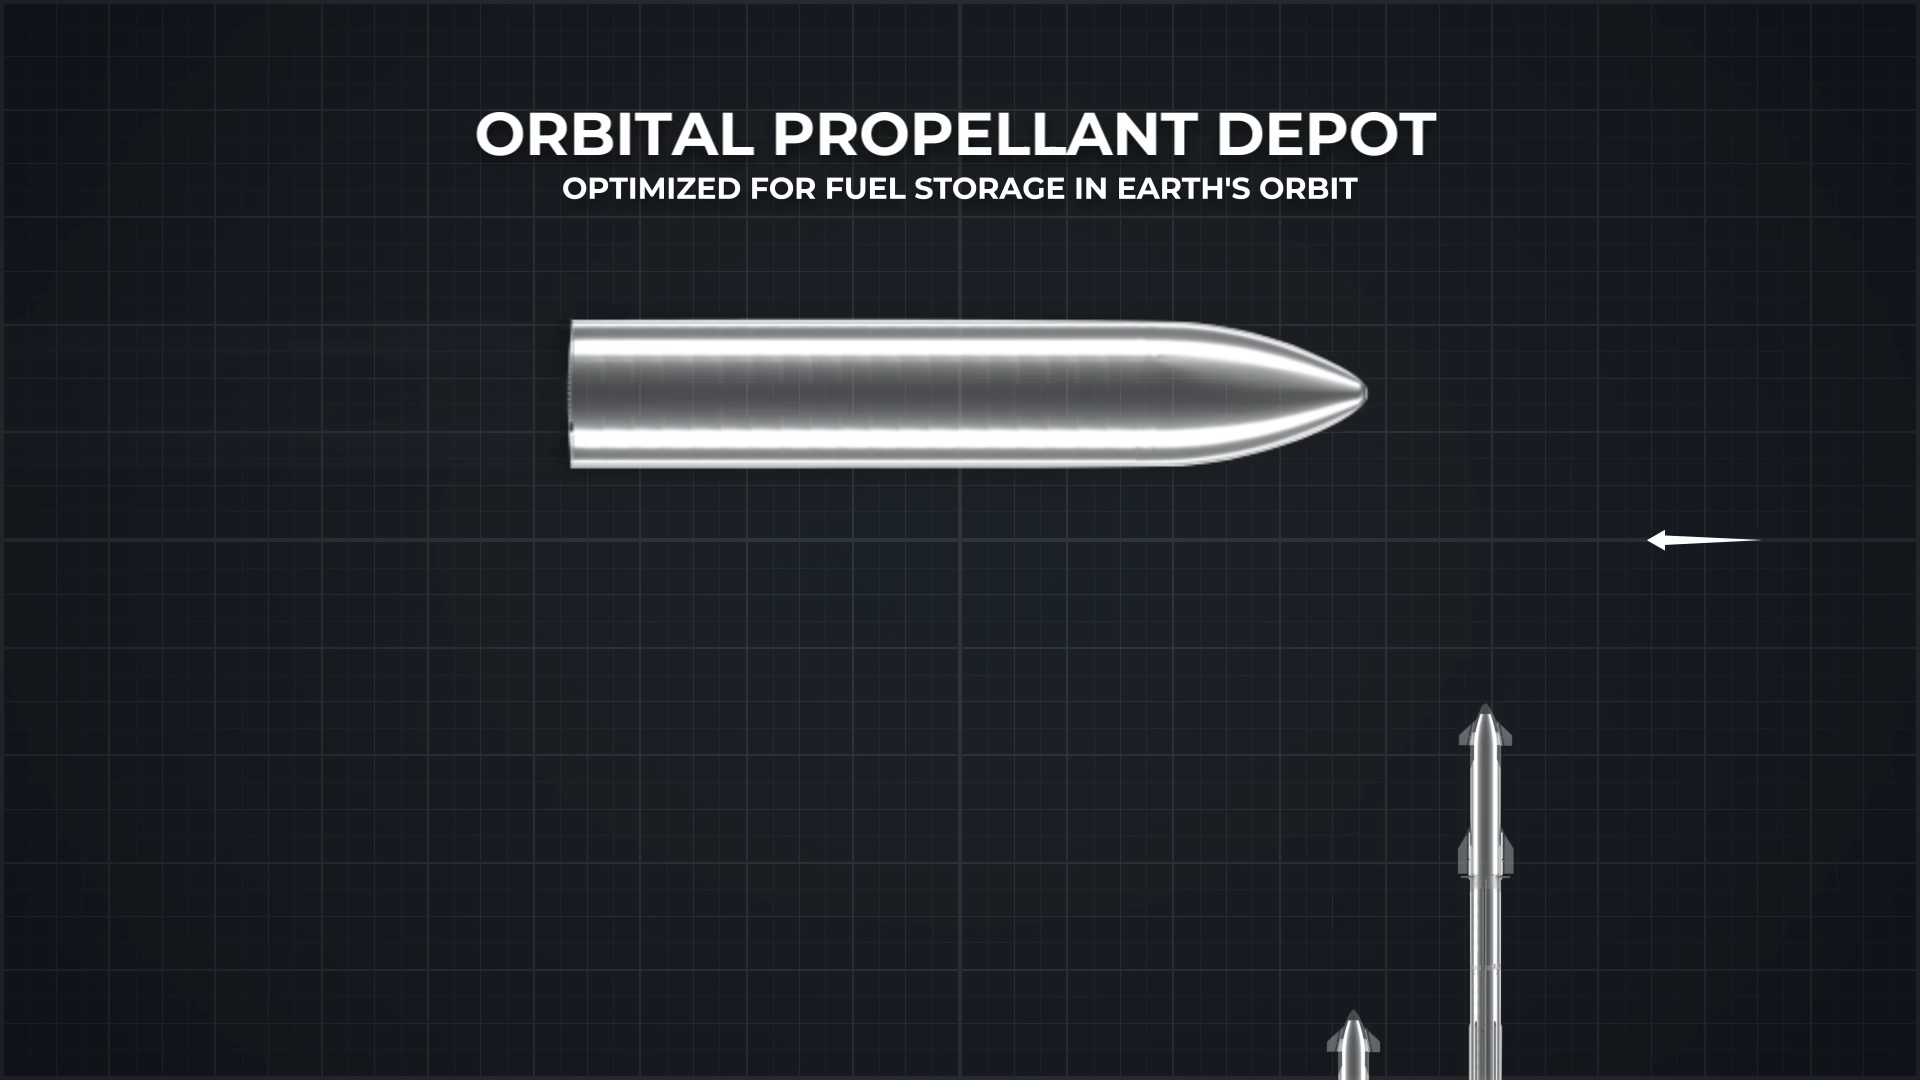 ORBITAL PROPELLANT DEPOT
OPTIMIZED FOR FUEL STORAGE IN EARTH'S ORBIT